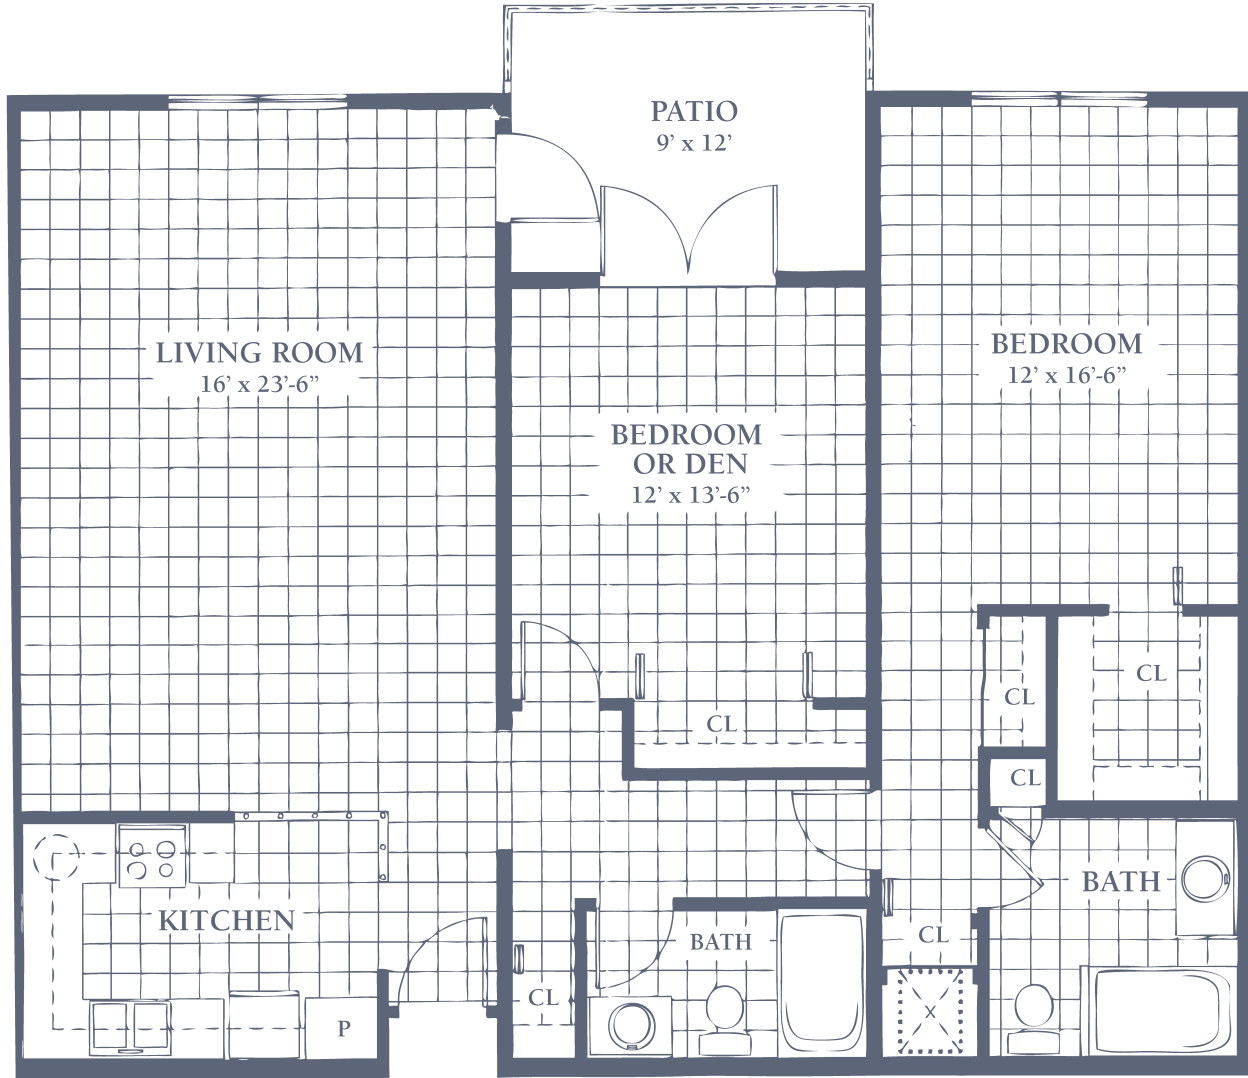 PATIO
9’ x 12’
LIVING ROOM
16’ x 23’-6”
BEDROOM
12’ x 16’-6”
BEDROOM
OR DEN
12’ x 13’-6”
CL
CL
CL
CL
KITCHEN
BATH
BATH
CL
CL
P
X